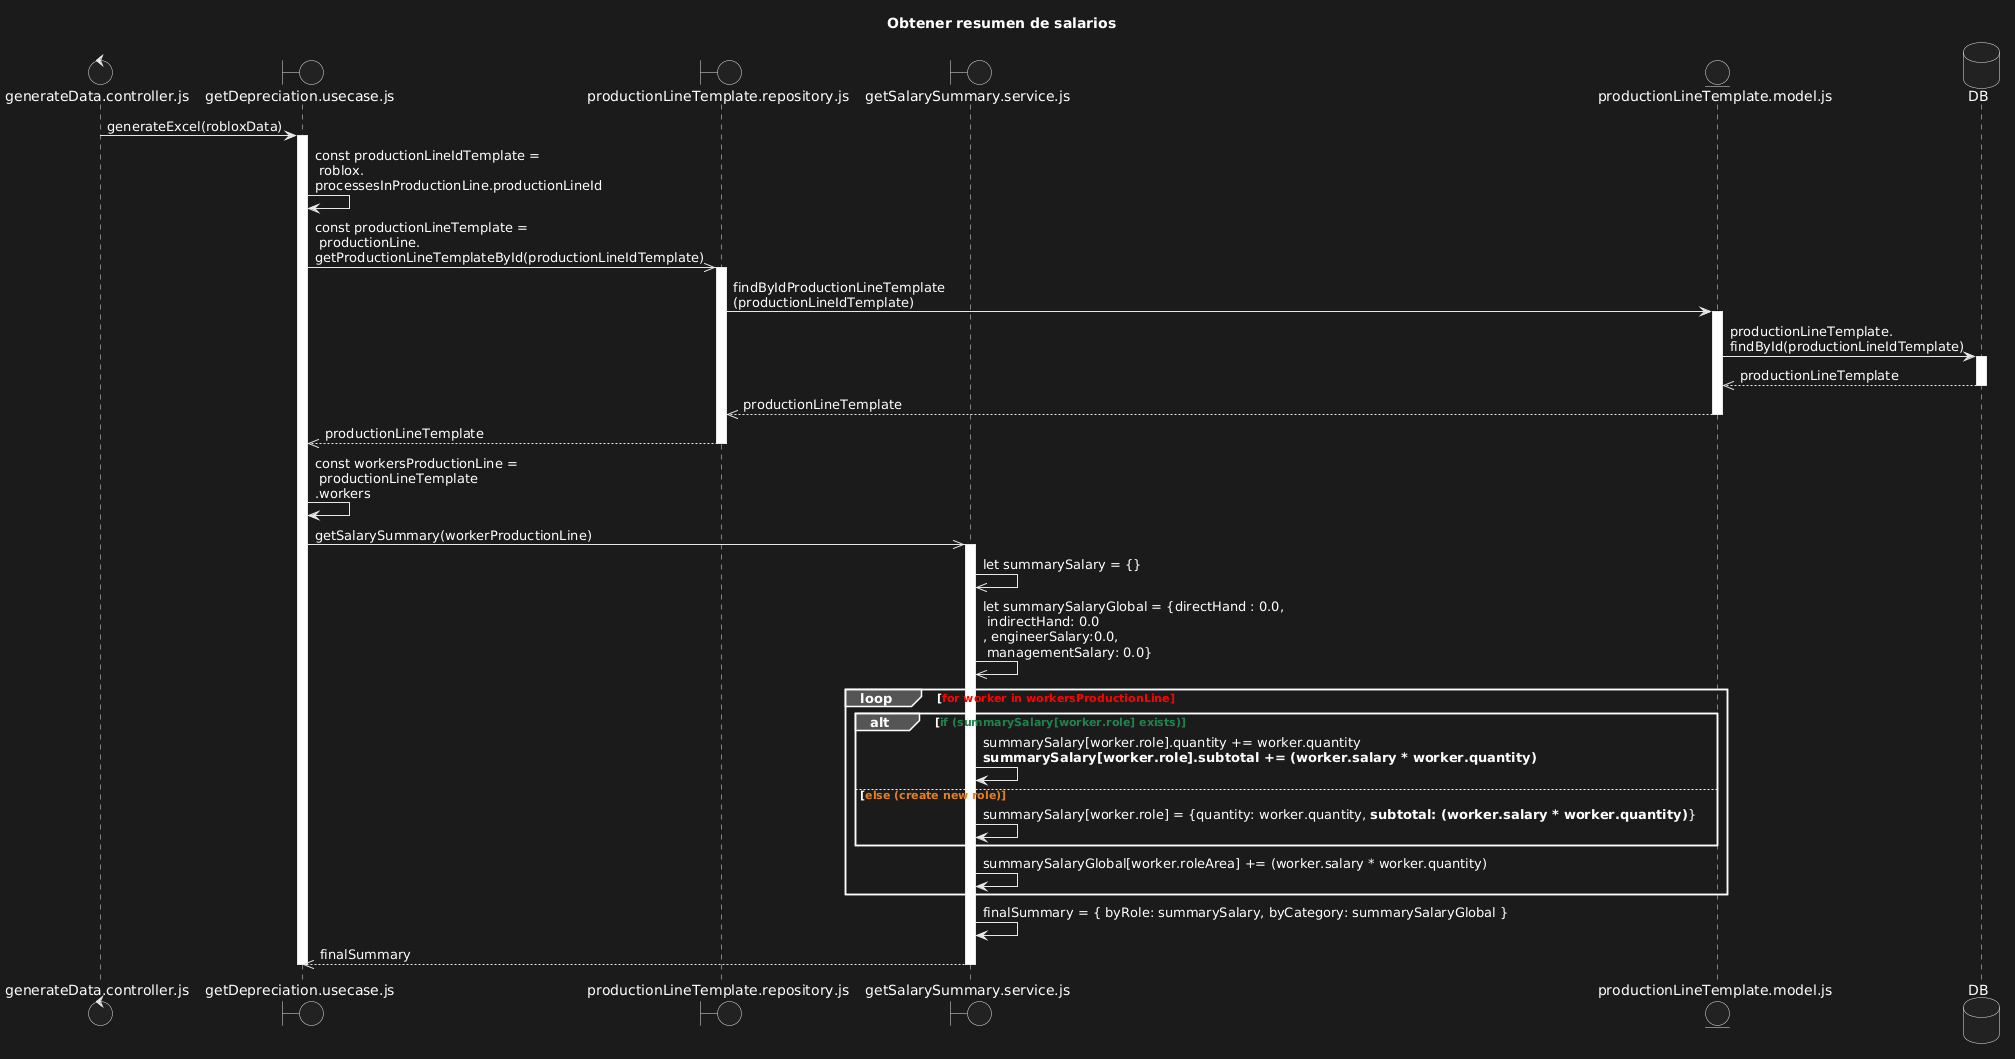 Obtener resumen de salarios
generateData.controller.js
getDepreciation.usecase.js
productionLineTemplate.repository.js
getSalarySummary.service.js
productionLineTemplate.model.js
DB
generateExcel(robloxData)
const productionLineIdTemplate =
roblox.
processesInProductionLine.productionLineId
const productionLineTemplate =
productionLine.
getProductionLineTemplateById(productionLineIdTemplate)
findByIdProductionLineTemplate
(productionLineIdTemplate)
productionLineTemplate.
findById(productionLineIdTemplate)
productionLineTemplate
productionLineTemplate
productionLineTemplate
const workersProductionLine =
productionLineTemplate
.workers
getSalarySummary(workerProductionLine)
let summarySalary = {}
let summarySalaryGlobal = {directHand : 0.0,
indirectHand: 0.0
, engineerSalary:0.0,
managementSalary: 0.0}
loop [for worker in workersProductionLine]
alt [if (summarySalary[worker.role] exists)]
summarySalary[worker.role].quantity += worker.quantity
summarySalary[worker.role].subtotal += (worker.salary * worker.quantity)
[else (create new role)]
summarySalary[worker.role] = {quantity: worker.quantity, subtotal: (worker.salary * worker.quantity)}
summarySalaryGlobal[worker.roleArea] += (worker.salary * worker.quantity)
finalSummary = { byRole: summarySalary, byCategory: summarySalaryGlobal }
finalSummary
generateData.controller.js
getDepreciation.usecase.js
productionLineTemplate.repository.js
getSalarySummary.service.js
productionLineTemplate.model.js
DB